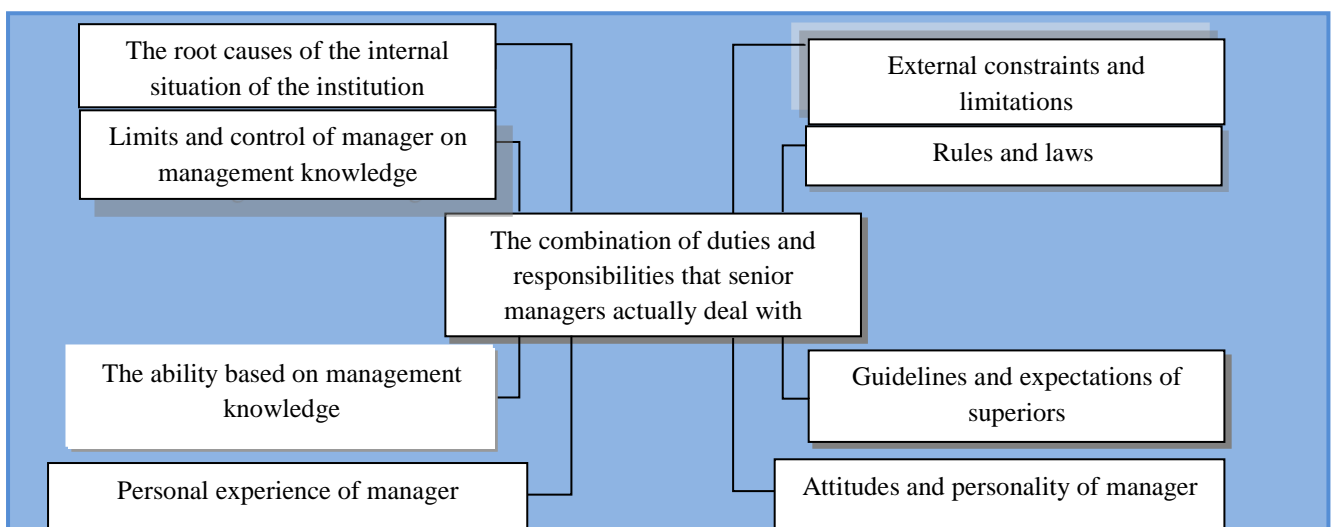 The root causes of the internal
situation of the institution
External constraints and
limitations
Limits and control of manager on
management knowledge
Rules and laws
The combination of duties and
responsibilities that senior
managers actually deal with
The ability based on management
knowledge
Guidelines and expectations of
superiors
Personal experience of manager
Attitudes and personality of manager